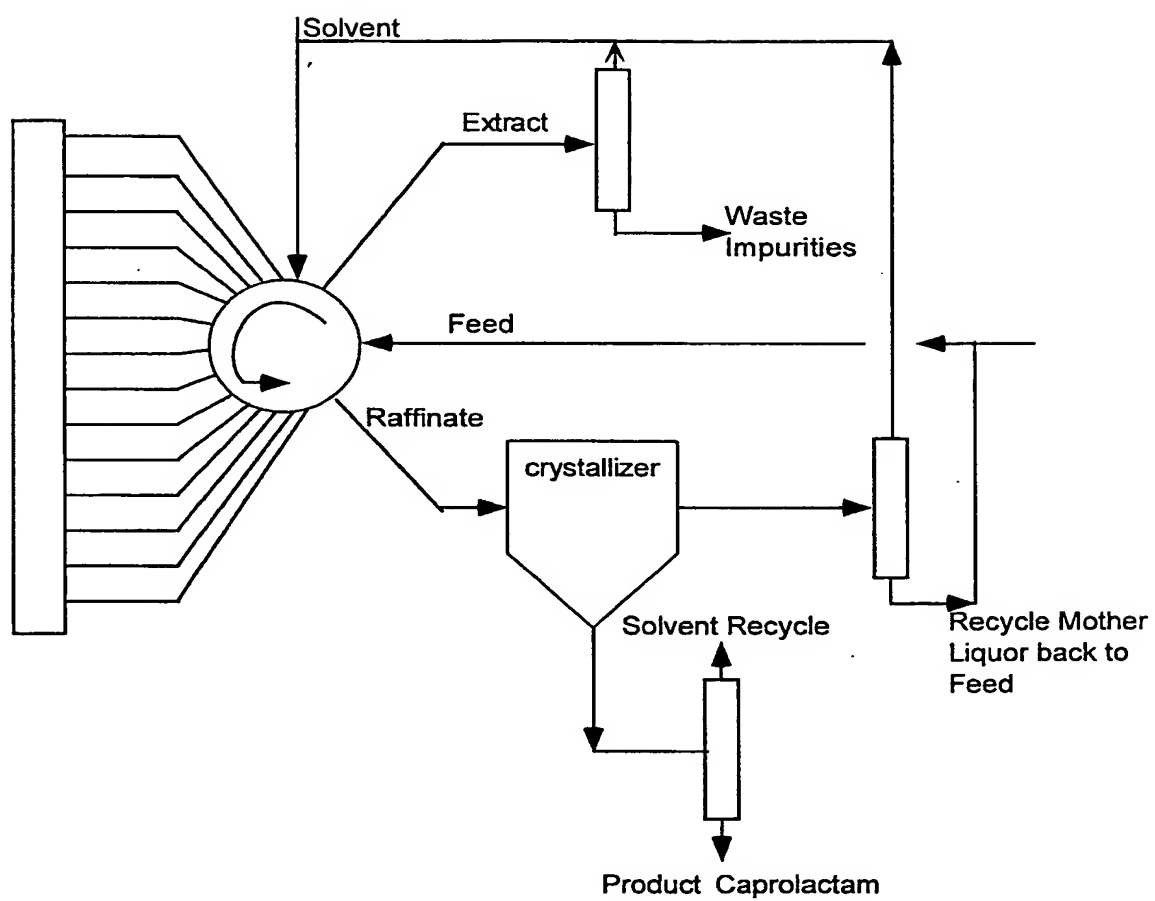 Solvent
Extract
Waste
Impurities
Feed
Raffinate
crystallizer
Solvent Recycle
Recycle Mother
Liquor back to
Feed
Product Caprolactam